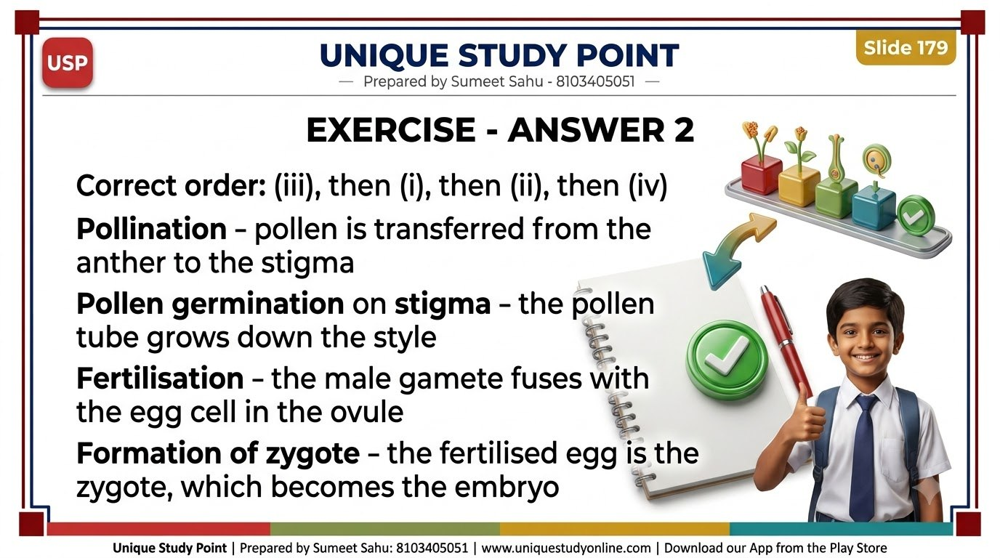 USP
UNIQUE STUDY POINT
Slide 179
— Prepared by Sumeet Sahu - 8103405051 —
EXERCISE - ANSWER 2
Correct order: (iii), then (i), then (ii), then (iv)
Pollination – pollen is transferred from the
anther to the stigma
Pollen germination on stigma – the pollen
tube grows down the style
Fertilisation – the male gamete fuses with
the egg cell in the ovule
Formation of zygote – the fertilised egg is the
zygote, which becomes the embryo
Unique Study Point | Prepared by Sumeet Sahu: 8103405051 | www.uniquestudyonline.com | Download our App from the Play Store